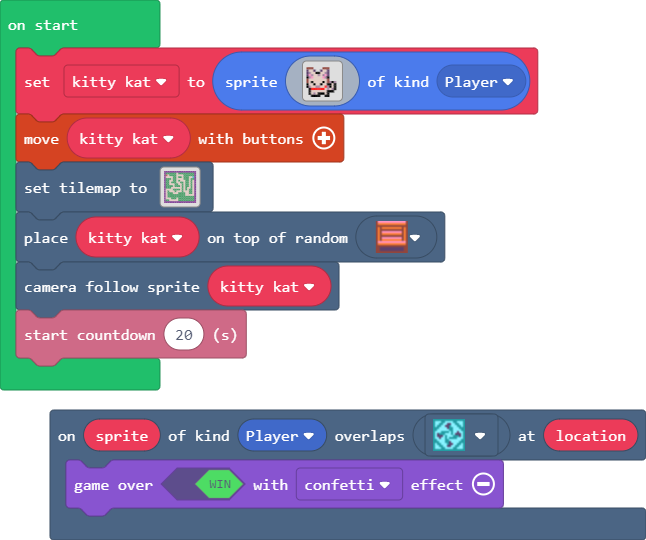 on start
set kitty kat to sprite of kind Player
move kitty kat with buttons
set tilemap to
place kitty kat on top of random
camera follow sprite kitty kat
start countdown 20 (s)
on sprite of kind Player overlaps at location
game over WIN with confetti effect